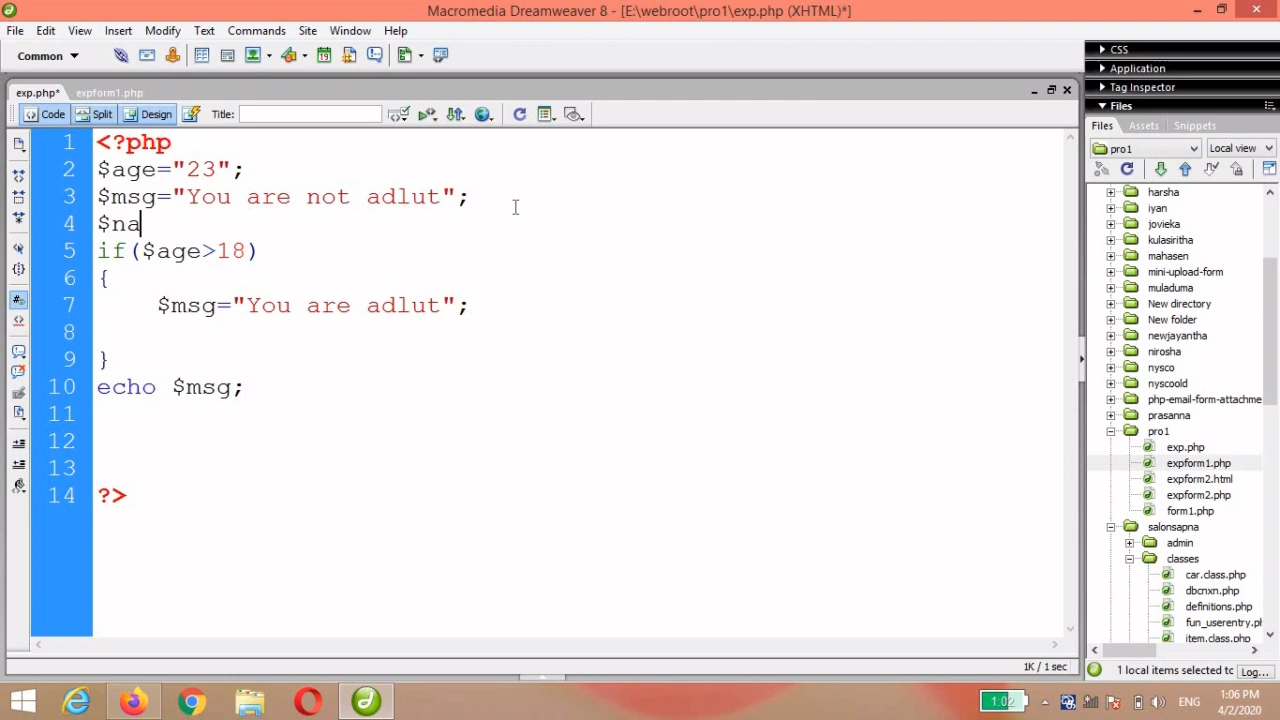 Macromedia Dreamweaver 8 - [E:\webroot\pro1\exp.php (XHTML)*]
File Edit View Insert Modify Text Commands Site Window Help
Common
exp.php* expform1.php
Code Split Design Title:
1 <?php
2 $age="23";
3 $msg="You are not adlut";
4 $na
5 if($age>18)
6 {
7 $msg="You are adlut";
8
9 }
10 echo $msg;
11
12
13
14 ?>
1K / 1 sec
CSS
Application
Tag Inspector
Files
Files Assets Snippets
pro1 Local view
harsha
iyan
jovieka
kulasiritha
mahasen
mini-upload-form
muladuma
New directory
New folder
newjayantha
nirosha
nysco
nyscoold
php-email-form-attachme
prasanna
pro1
exp.php
expform1.php
expform2.html
expform2.php
form1.php
salonsapna
admin
classes
car.class.php
dbcnxn.php
definitions.php
fun_userentry.ph
item.class.php
1 local items selected to Log...
1:02 ENG 1:06 PM
4/2/2020